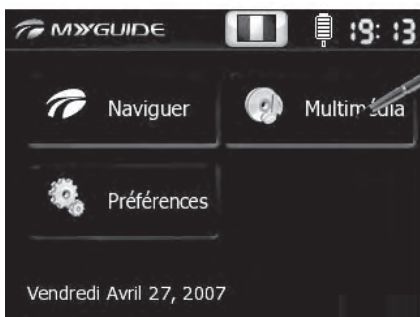 MYGUIDE 19:13
Naviguer Multimédia
Préférences
Vendredi Avril 27, 2007